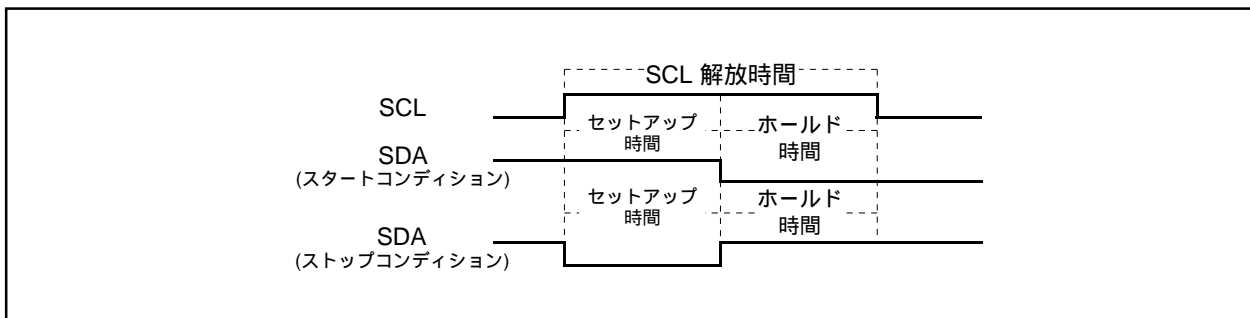 SCL 解放時間
SCL
セットアップ
時間
ホールド
時間
SDA
(スタートコンディション)
セットアップ
時間
ホールド
時間
SDA
(ストップコンディション)